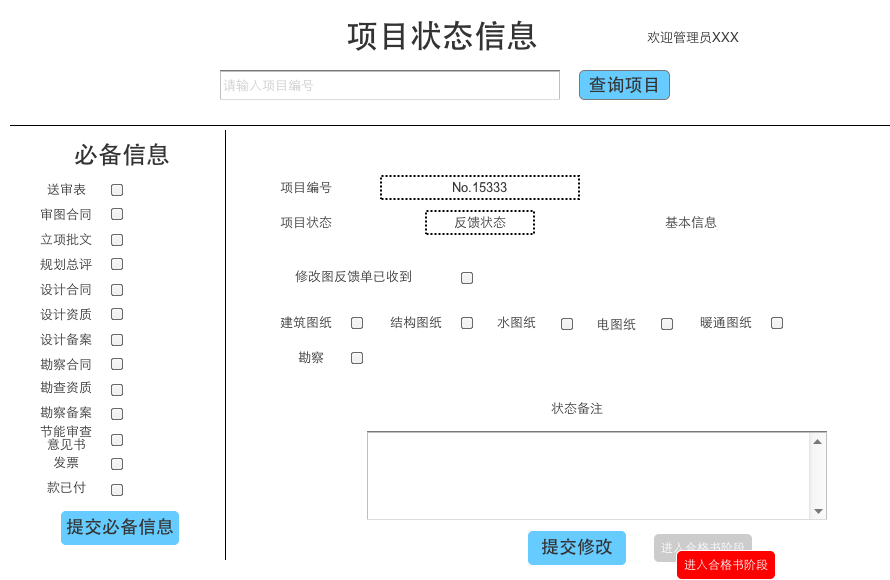 项目状态信息
欢迎管理员XXX
请输入项目编号
查询项目
必备信息
送审表
审图合同
立项批文
规划总评
设计合同
设计资质
设计备案
勘察合同
勘查资质
勘察备案
节能审查
意见书
发票
款已付
提交必备信息
项目编号
No.15333
项目状态
反馈状态
基本信息
修改图反馈单已收到
建筑图纸
结构图纸
水图纸
电图纸
暖通图纸
勘察
状态备注
提交修改
进入合格书阶段
进入合格书阶段